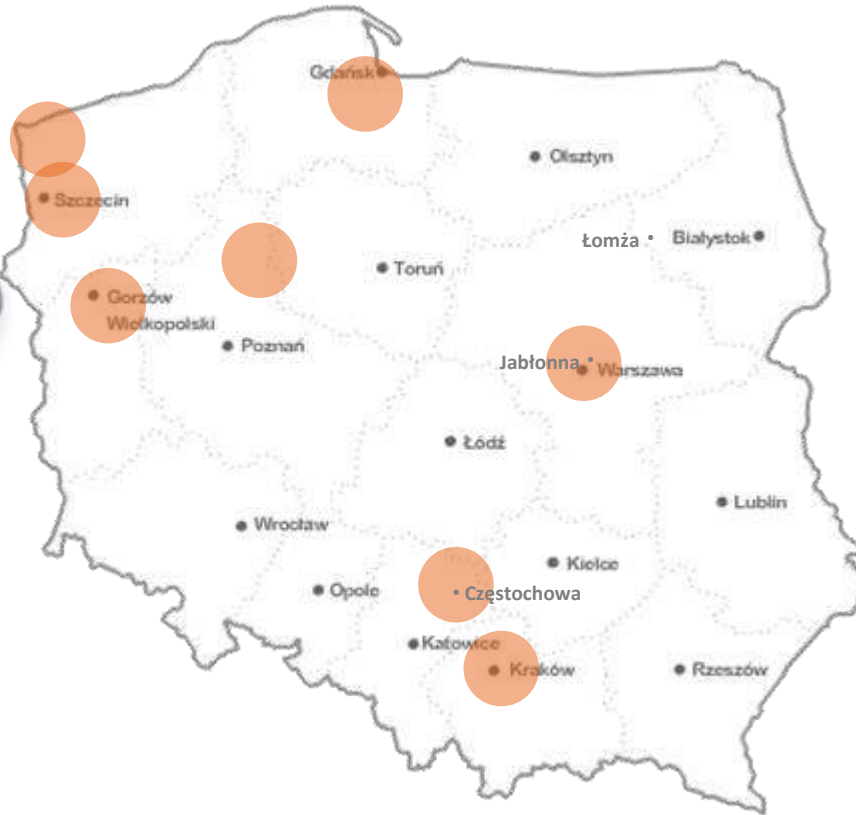 Gdańsk
Olsztyn
Szczecin
Łomża
Białystok
Toruń
Gorzów
Wielkopolski
Poznań
Jabłonna
Warszawa
Łódź
Lublin
Wrocław
Kielce
Opole
Częstochowa
Katowice
Kraków
Rzeszów